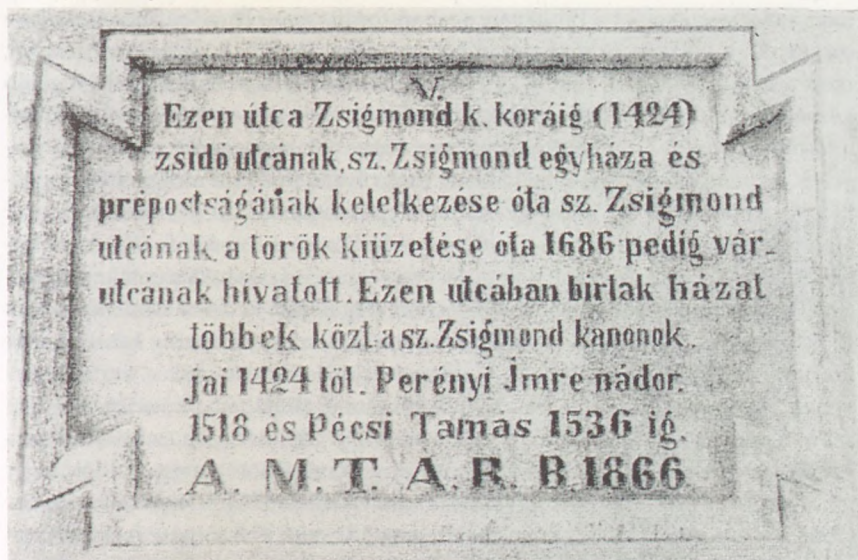 V.
Ezen útca Zsigmond k. koráig (1424)
zsidó utcának, sz. Zsigmond egyháza és
prépostságának keletkezése óta sz. Zsigmond
utcának a török kiüzetése óta 1686 pedig vár-
utcának hivatott. Ezen utcában birtak házat
többek közt a sz. Zsigmond kanonok.
jai 1424 töl. Perényi Jmre nádor.
1518 és Pécsi Tamás 1536 ig.
A. M. T. A. R. B. 1866